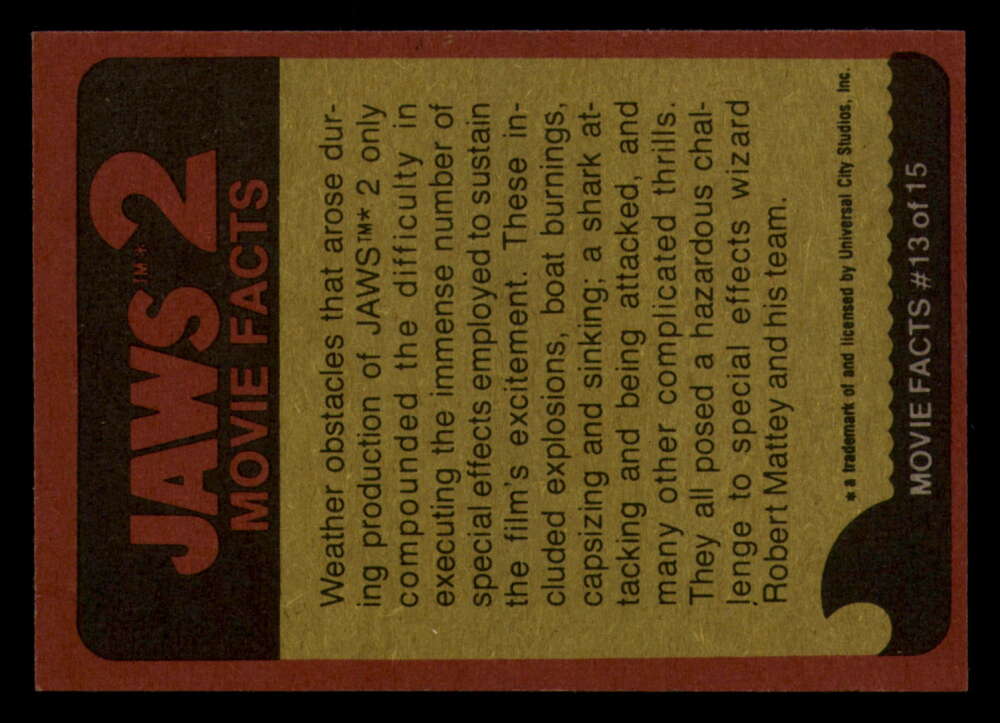 JAWS™* 2
MOVIE FACTS
Weather obstacles that arose dur-
ing production of JAWS™* 2 only
compounded the difficulty in
executing the immense number of
special effects employed to sustain
the film's excitement. These in-
cluded explosions, boat burnings,
capsizing and sinking; a shark at-
tacking and being attacked, and
many other complicated thrills.
They all posed a hazardous chal-
lenge to special effects wizard
Robert Mattey and his team.
* a trademark of and licensed by Universal City Studios, Inc.
MOVIE FACTS #13 of 15